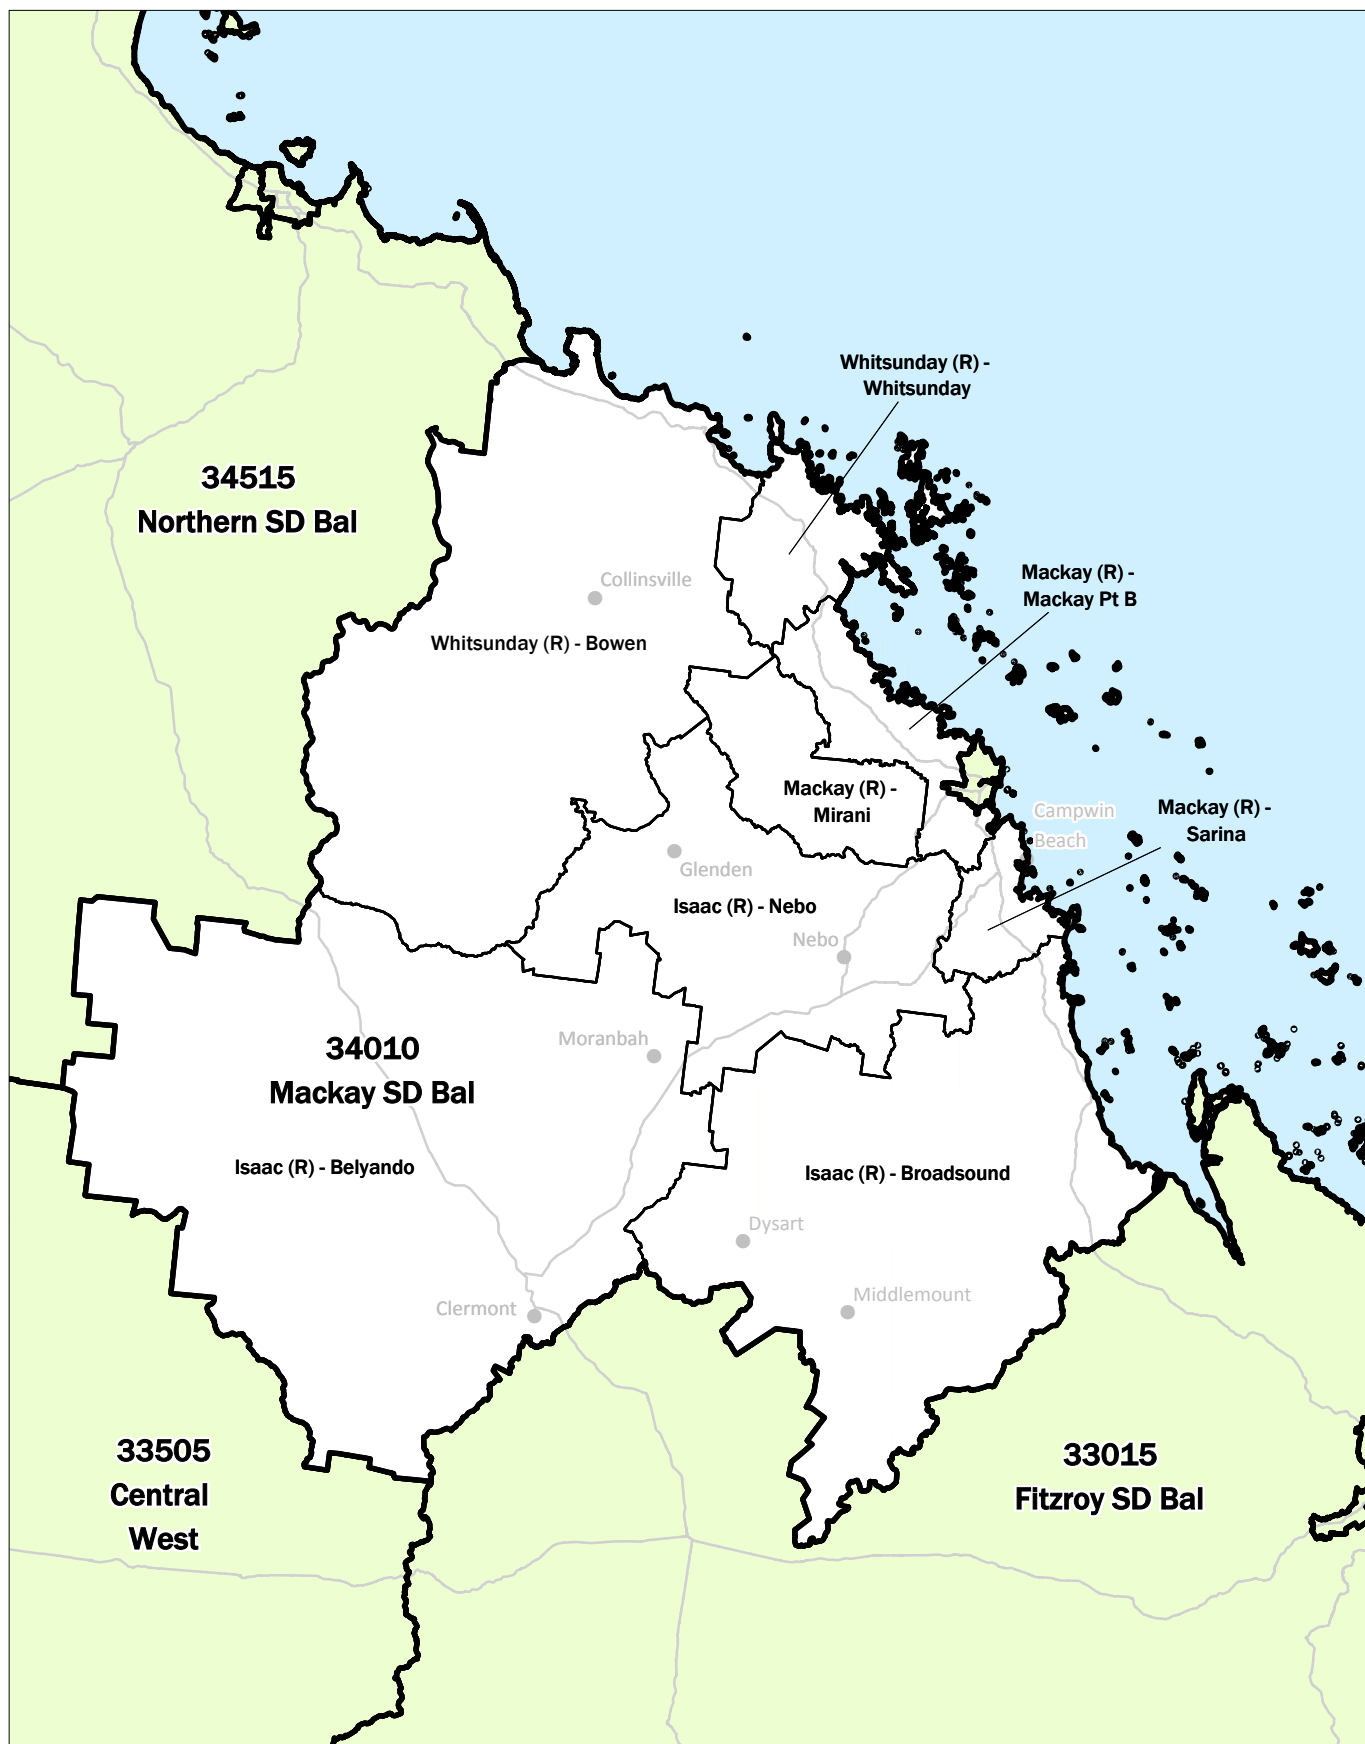 Whitsunday (R) -
Whitsunday
34515
Northern SD Bal
Mackay (R) -
Mackay Pt B
Collinsville
Whitsunday (R) - Bowen
Mackay (R) -
Mirani
Campwin
Beach
Mackay (R) -
Sarina
Glenden
Isaac (R) - Nebo
Nebo
Moranbah
34010
Mackay SD Bal
Isaac (R) - Belyando
Isaac (R) - Broadsound
Dysart
Middlemount
Clermont
33505
Central
West
33015
Fitzroy SD Bal